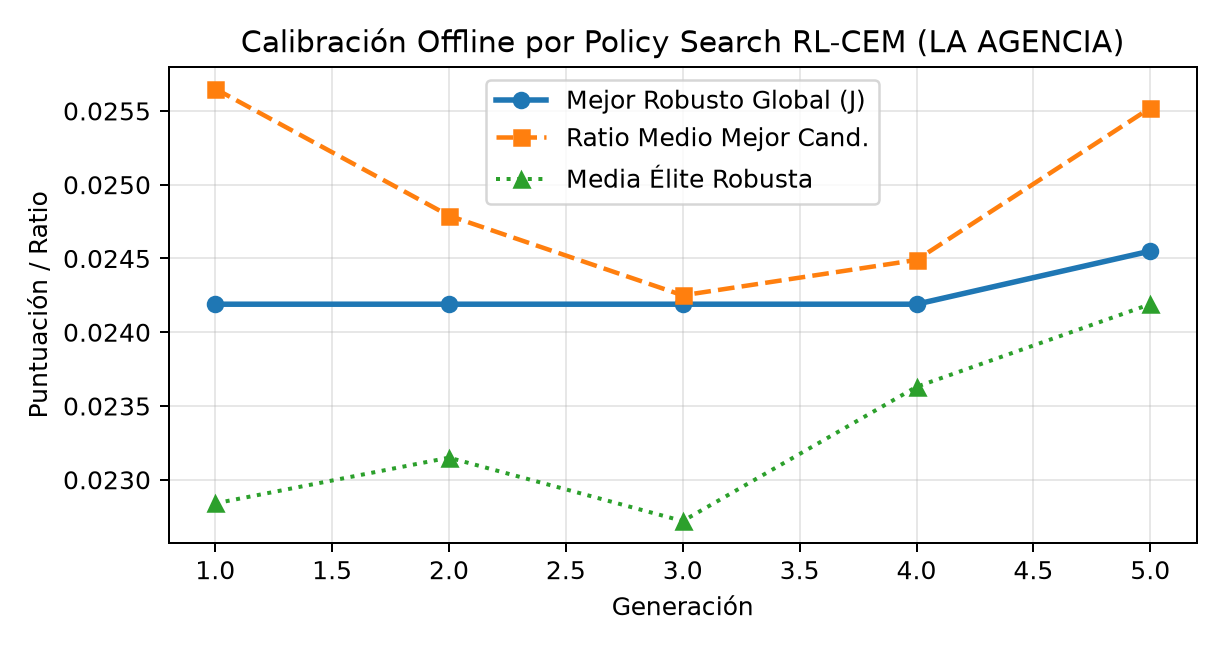 Calibración Offline por Policy Search RL-CEM (LA AGENCIA)
Mejor Robusto Global (J)
Ratio Medio Mejor Cand.
Media Élite Robusta
Puntuación / Ratio
0.0255
0.0250
0.0245
0.0240
0.0235
0.0230
1.0 1.5 2.0 2.5 3.0 3.5 4.0 4.5 5.0
Generación